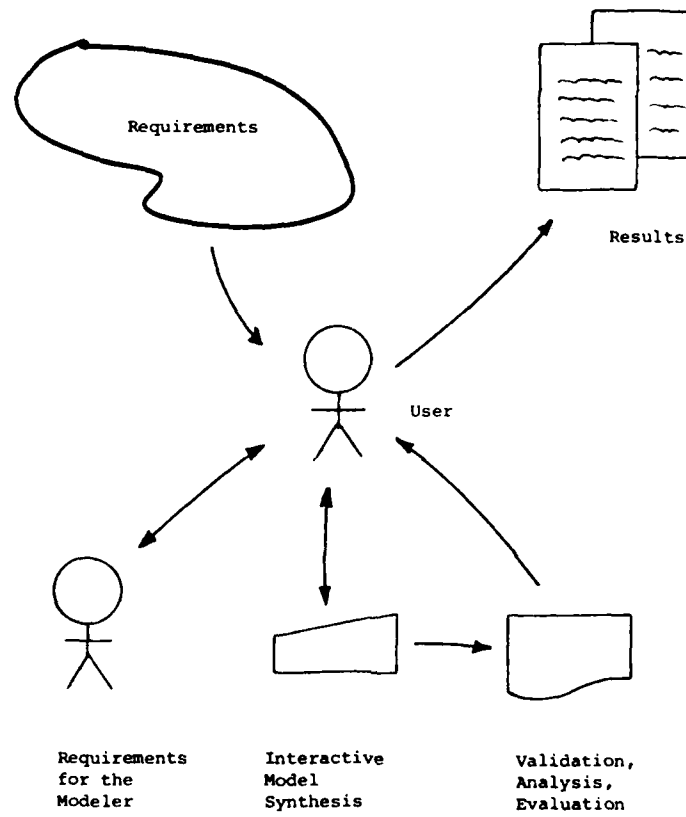 Requirements
Results
User
Requirements
for the
Modeler
Interactive
Model
Synthesis
Validation,
Analysis,
Evaluation